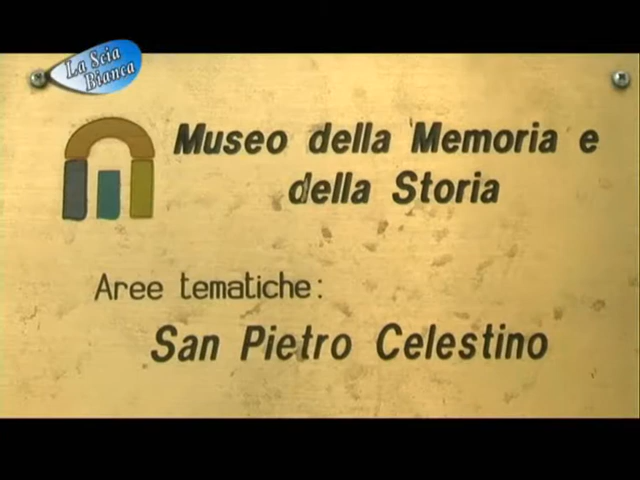 La Scia
Bianca
Museo della Memoria e
della Storia
Aree tematiche:
San Pietro Celestino